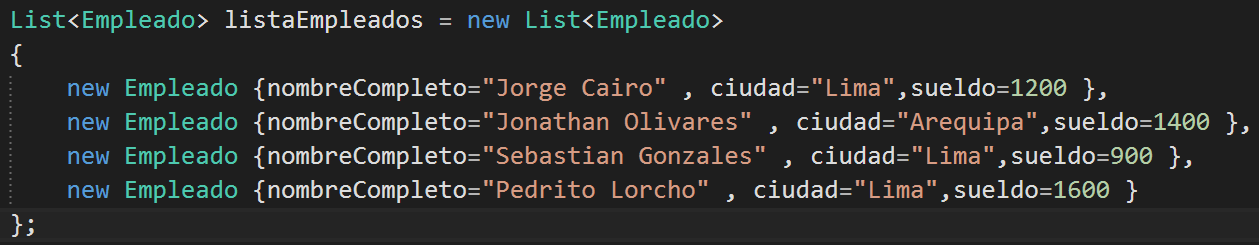 List<Empleado> listaEmpleados = new List<Empleado>
{
new Empleado {nombreCompleto="Jorge Cairo" , ciudad="Lima",sueldo=1200 },
new Empleado {nombreCompleto="Jonathan Olivares" , ciudad="Arequipa",sueldo=1400 },
new Empleado {nombreCompleto="Sebastian Gonzales" , ciudad="Lima",sueldo=900 },
new Empleado {nombreCompleto="Pedrito Lorcho" , ciudad="Lima",sueldo=1600 }
};